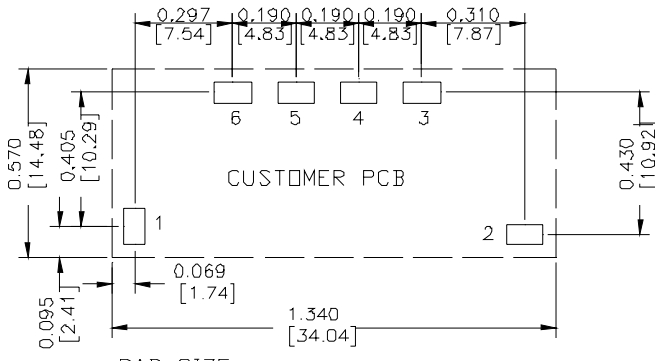 0.297 0.190 0.190 0.190 0.310
[7.54] [4.83] [4.83] [4.83] [7.87]
6 5 4 3
0.570
[14.48]
0.405
[10.29]
CUSTOMER PCB
0.430
[10.92]
1
2
0.095
[2.41]
0.069
[1.74]
1.340
[34.04]
PAD SIZE